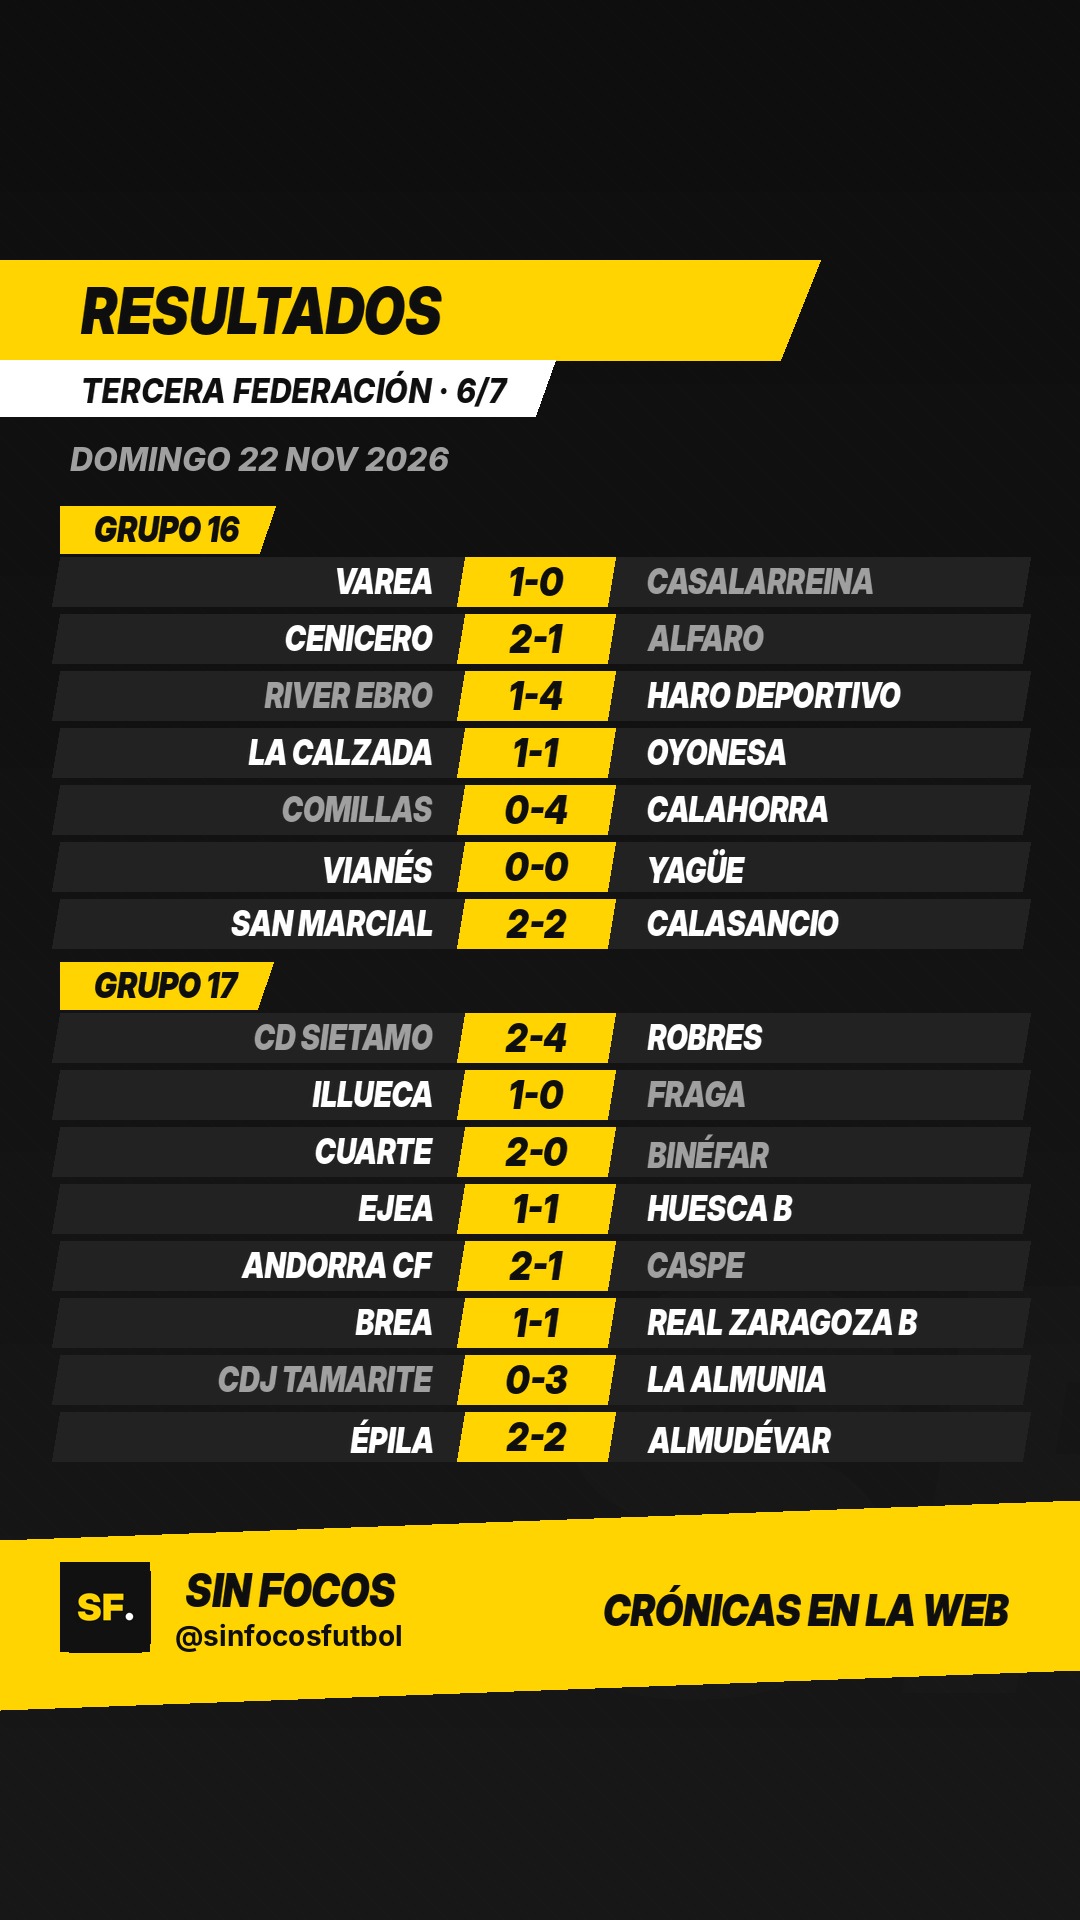 RESULTADOS
TERCERA FEDERACIÓN · 6/7
DOMINGO 22 NOV 2026
GRUPO 16
VAREA 1-0 CASALARREINA
CENICERO 2-1 ALFARO
RIVER EBRO 1-4 HARO DEPORTIVO
LA CALZADA 1-1 OYONESA
COMILLAS 0-4 CALAHORRA
VIANÉS 0-0 YAGÜE
SAN MARCIAL 2-2 CALASANCIO
GRUPO 17
CD SIETAMO 2-4 ROBRES
ILLUECA 1-0 FRAGA
CUARTE 2-0 BINÉFAR
EJEA 1-1 HUESCA B
ANDORRA CF 2-1 CASPE
BREA 1-1 REAL ZARAGOZA B
CDJ TAMARITE 0-3 LA ALMUNIA
ÉPILA 2-2 ALMUDÉVAR
SF.
SIN FOCOS
@sinfocosfutbol
CRÓNICAS EN LA WEB